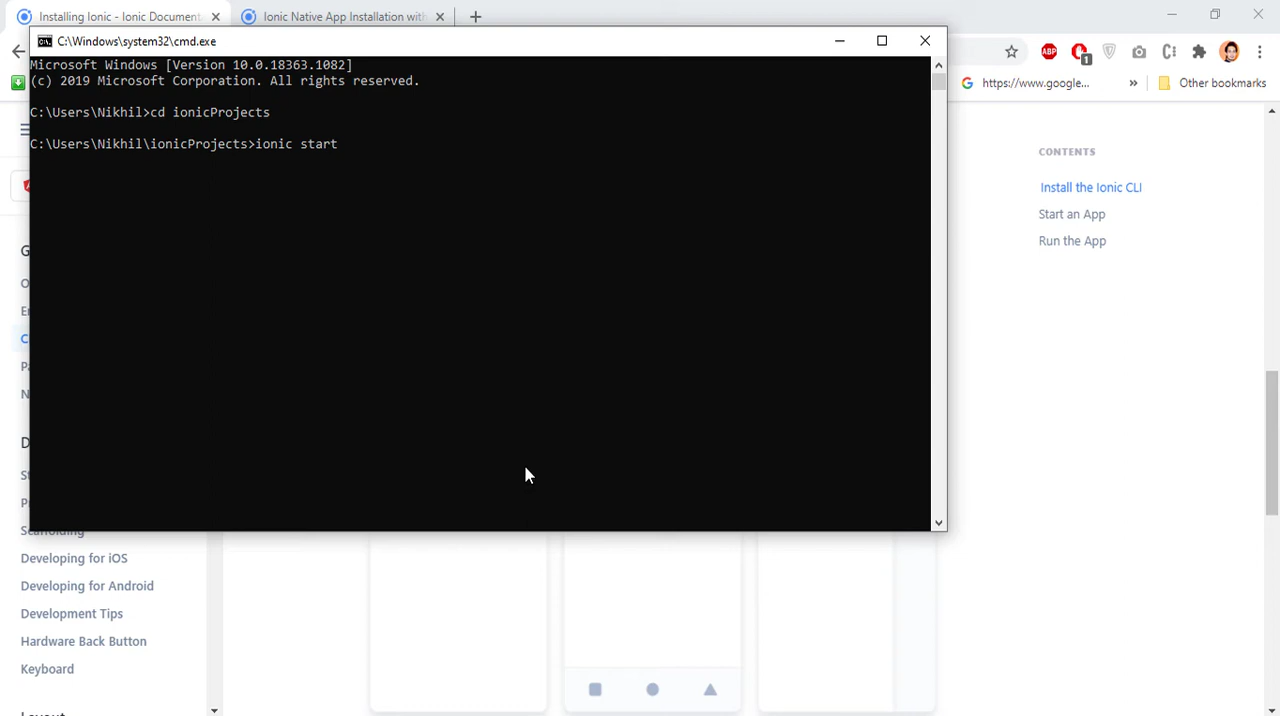 Installing Ionic - Ionic Document
Ionic Native App Installation with
C:\Windows\system32\cmd.exe
ABP
1
https://www.google...
Other bookmarks
Microsoft Windows [Version 10.0.18363.1082]
(c) 2019 Microsoft Corporation. All rights reserved.
C:\Users\Nikhil>cd ionicProjects
C:\Users\Nikhil\ionicProjects>ionic start
CONTENTS
Install the Ionic CLI
Start an App
Run the App
Scaffolding
Developing for iOS
Developing for Android
Development Tips
Hardware Back Button
Keyboard